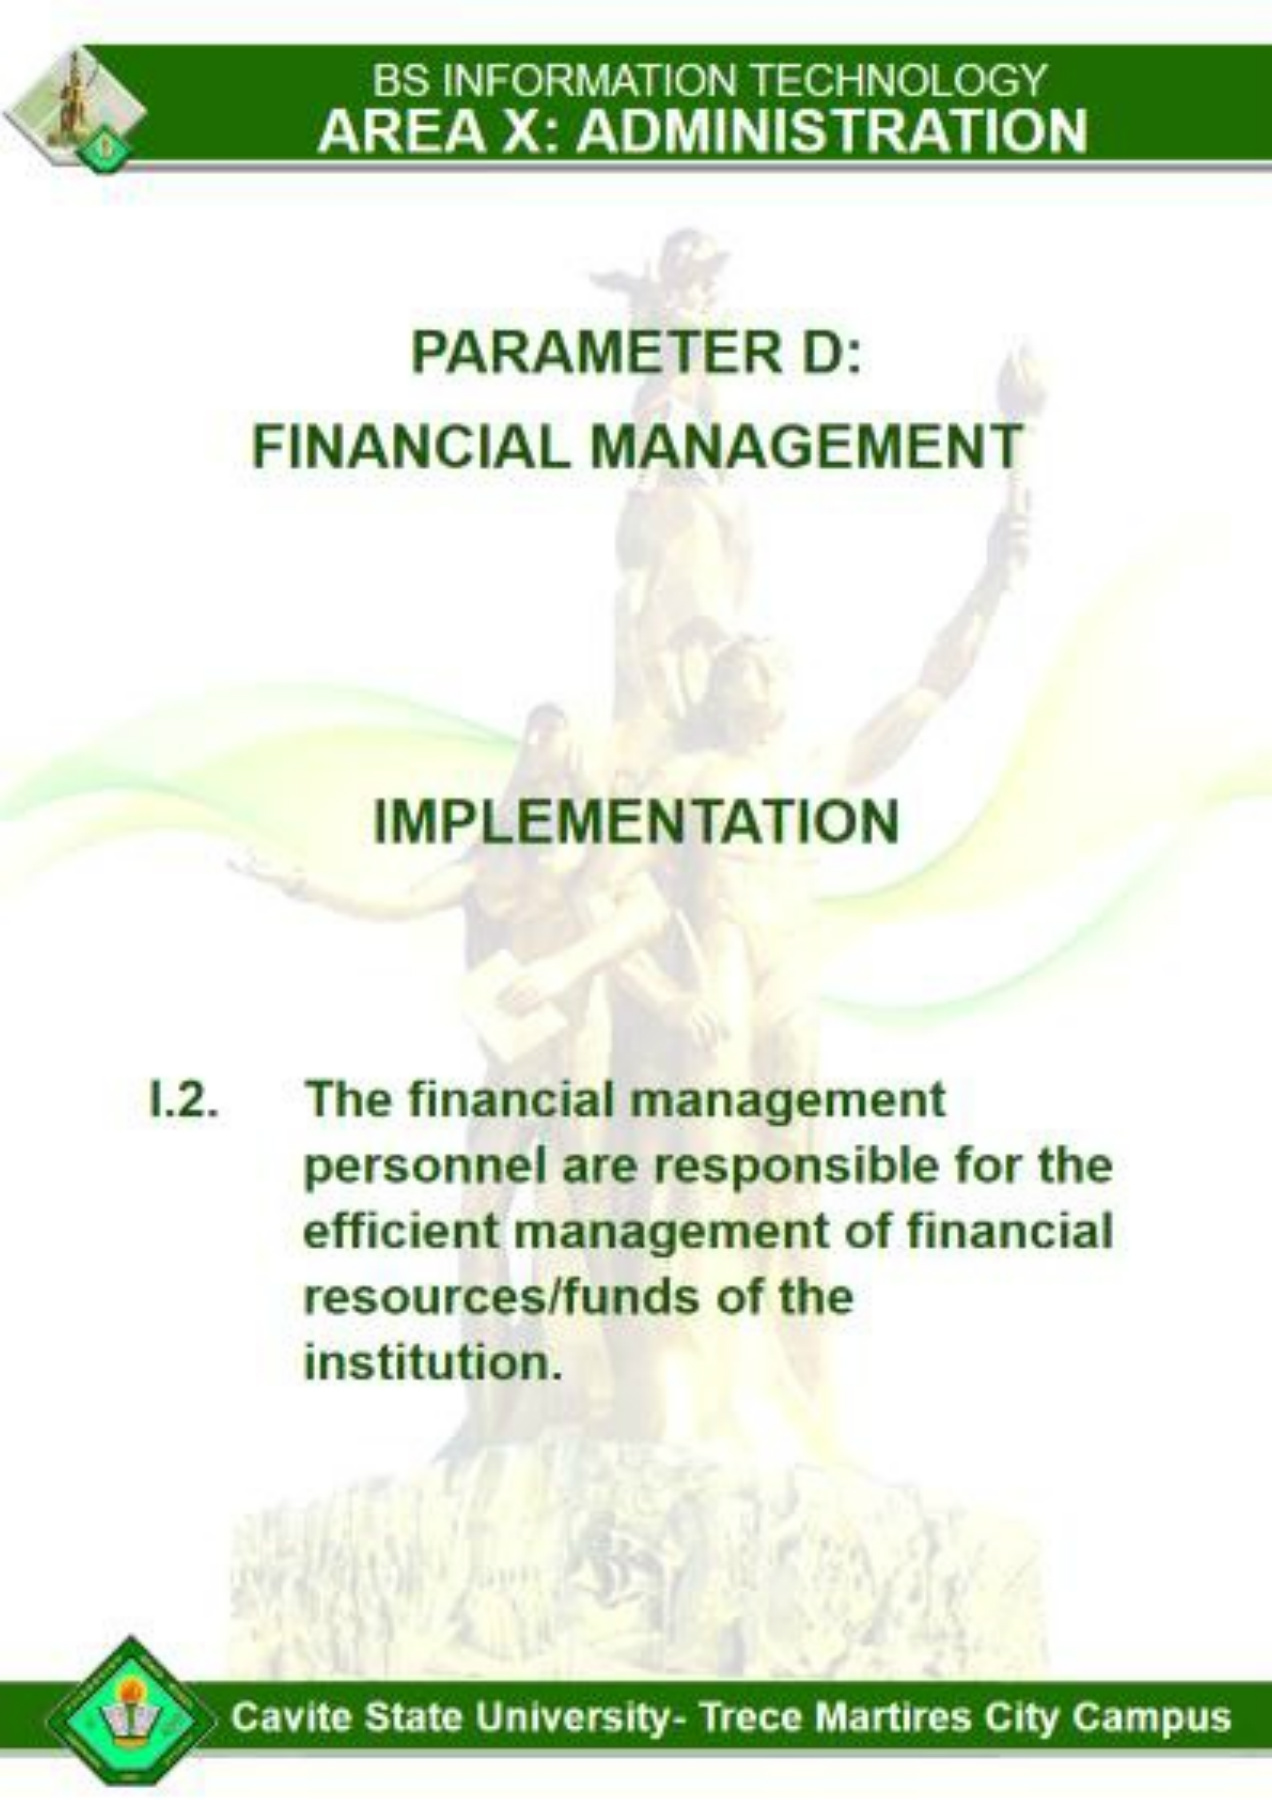 BS INFORMATION TECHNOLOGY
AREA X: ADMINISTRATION
PARAMETER D:
FINANCIAL MANAGEMENT
IMPLEMENTATION
I.2. The financial management
personnel are responsible for the
efficient management of financial
resources/funds of the
institution.
Cavite State University- Trece Martires City Campus